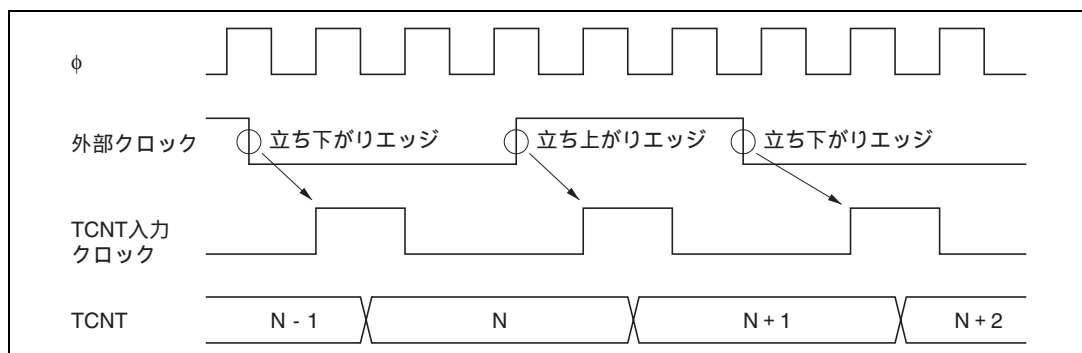 φ
外部クロック
立ち下がりエッジ
立ち上がりエッジ
立ち下がりエッジ
TCNT入力
クロック
TCNT
N - 1
N
N + 1
N + 2